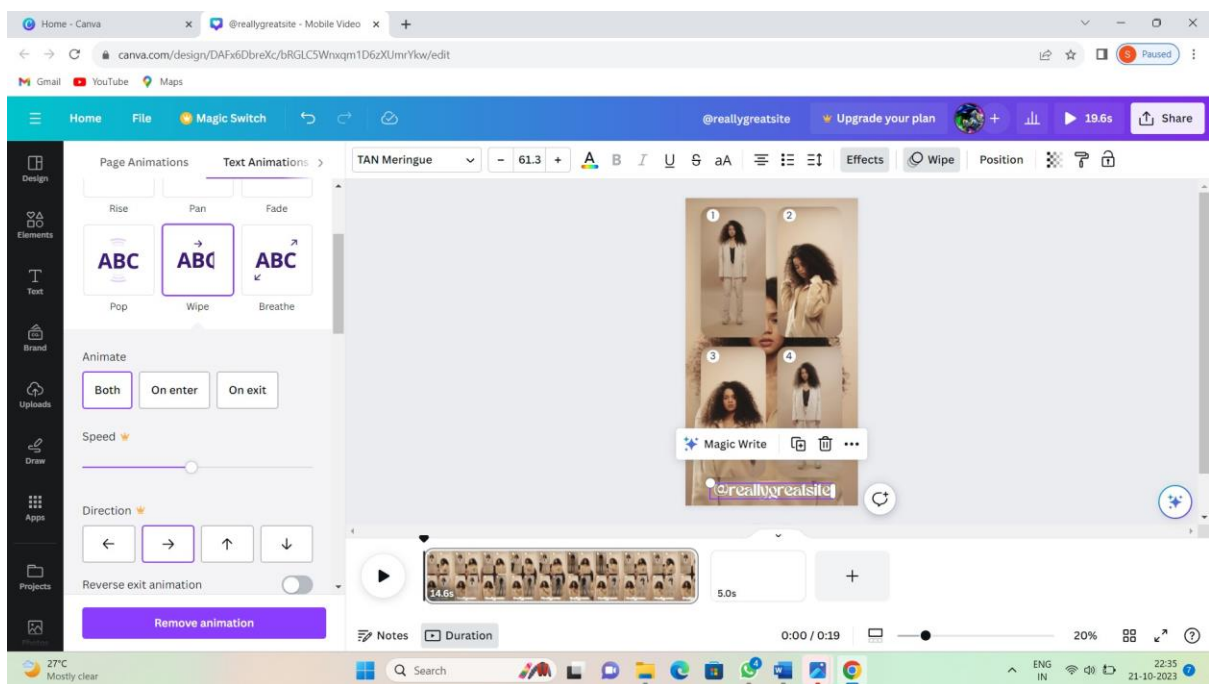 Home - Canva
@reallygreatsite - Mobile Video
canva.com/design/DAFx6DbreXc/bRGLC5Wnxqm1D6zXUmrYkw/edit
S Paused
Gmail YouTube Maps
Home File Magic Switch @reallygreatsite Upgrade your plan + 19.6s Share
Design
Elements
Text
Brand
Uploads
Draw
Apps
Projects
Photos
Page Animations Text Animations
Rise Pan Fade
ABC ABC ABC
Pop Wipe Breathe
Animate
Both On enter On exit
Speed
Direction
Reverse exit animation
Remove animation
TAN Meringue - 61.3 + A B I U S aA Effects Wipe Position
1 2
3 4
Magic Write
@reallygreatsite
14.6s 5.0s +
Notes Duration 0:00 / 0:19 20%
27°C
Mostly clear
Search
ENG
IN
22:35
21-10-2023
7